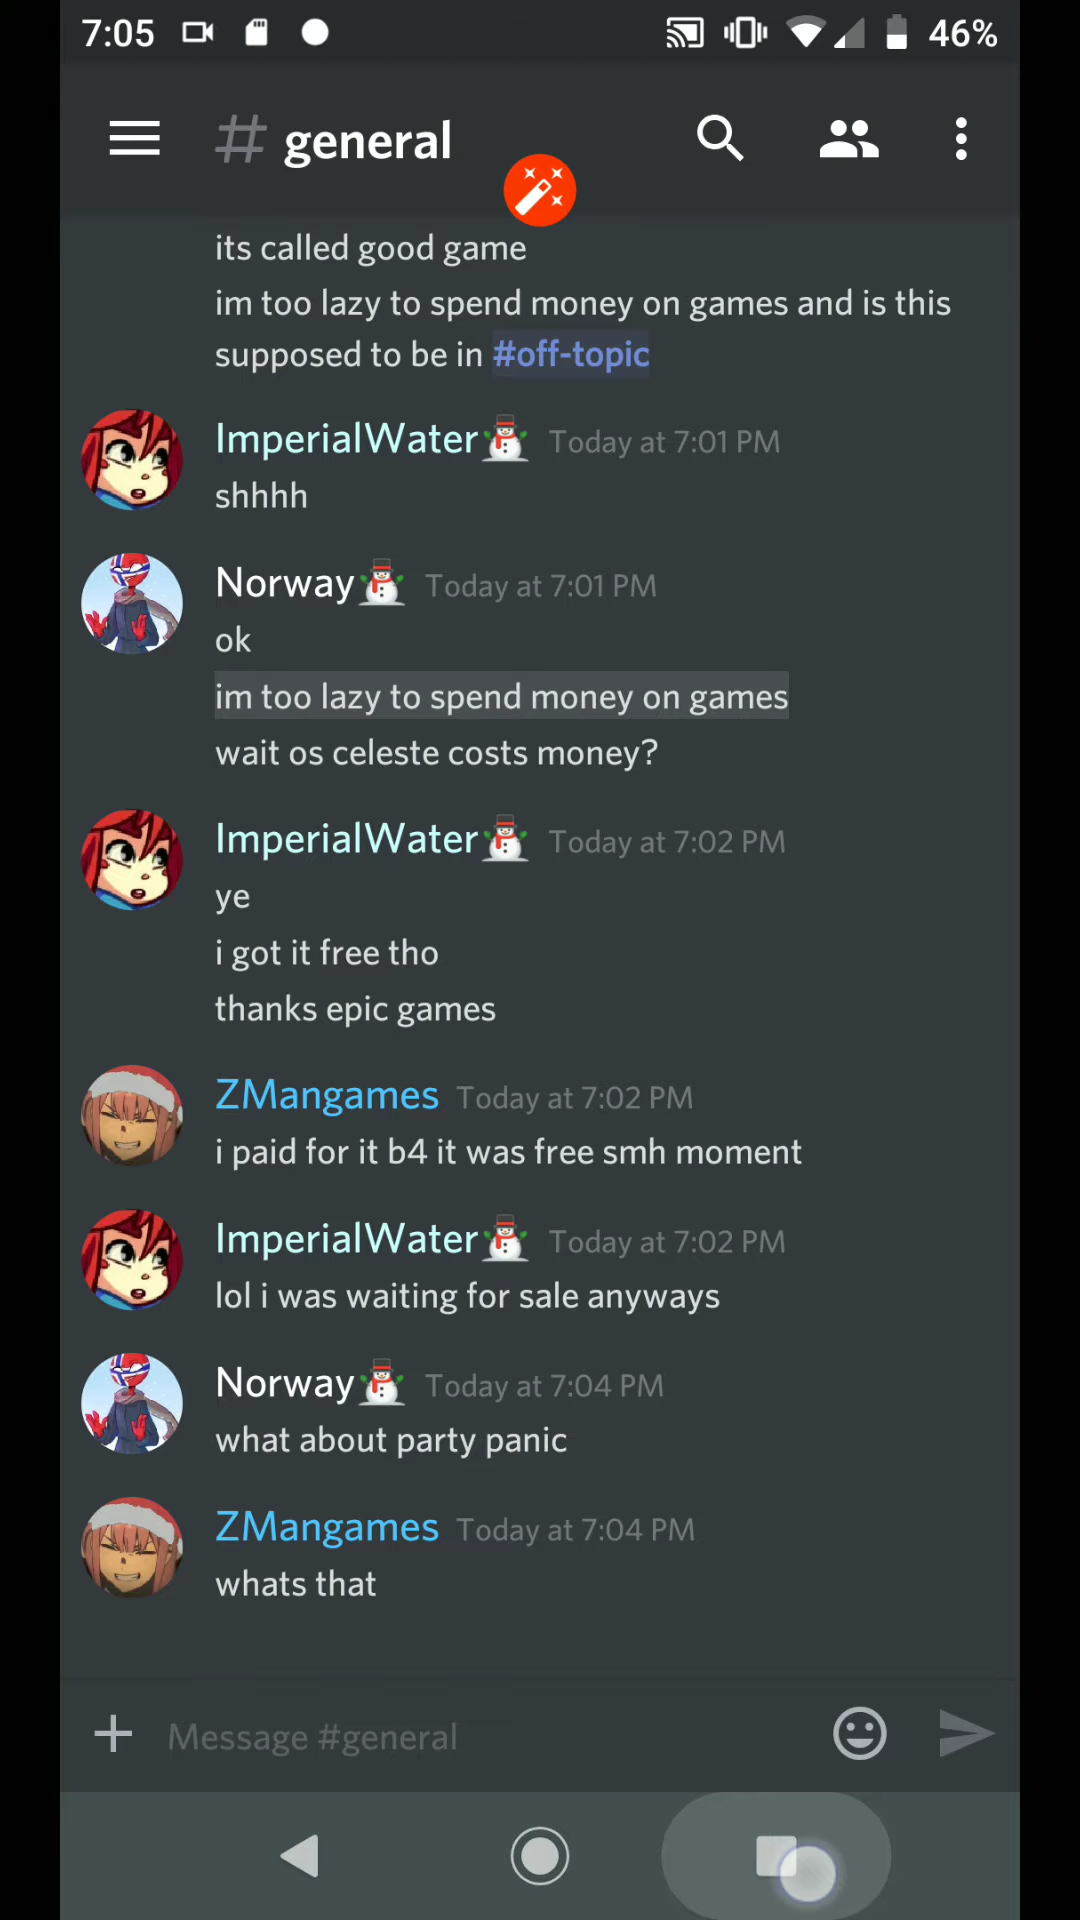 7:05
46%
# general
its called good game
im too lazy to spend money on games and is this
supposed to be in #off-topic
ImperialWater⛄ Today at 7:01 PM
shhhh
Norway⛄ Today at 7:01 PM
ok
im too lazy to spend money on games
wait os celeste costs money?
ImperialWater⛄ Today at 7:02 PM
ye
i got it free tho
thanks epic games
ZMangames Today at 7:02 PM
i paid for it b4 it was free smh moment
ImperialWater⛄ Today at 7:02 PM
lol i was waiting for sale anyways
Norway⛄ Today at 7:04 PM
what about party panic
ZMangames Today at 7:04 PM
whats that
Message #general